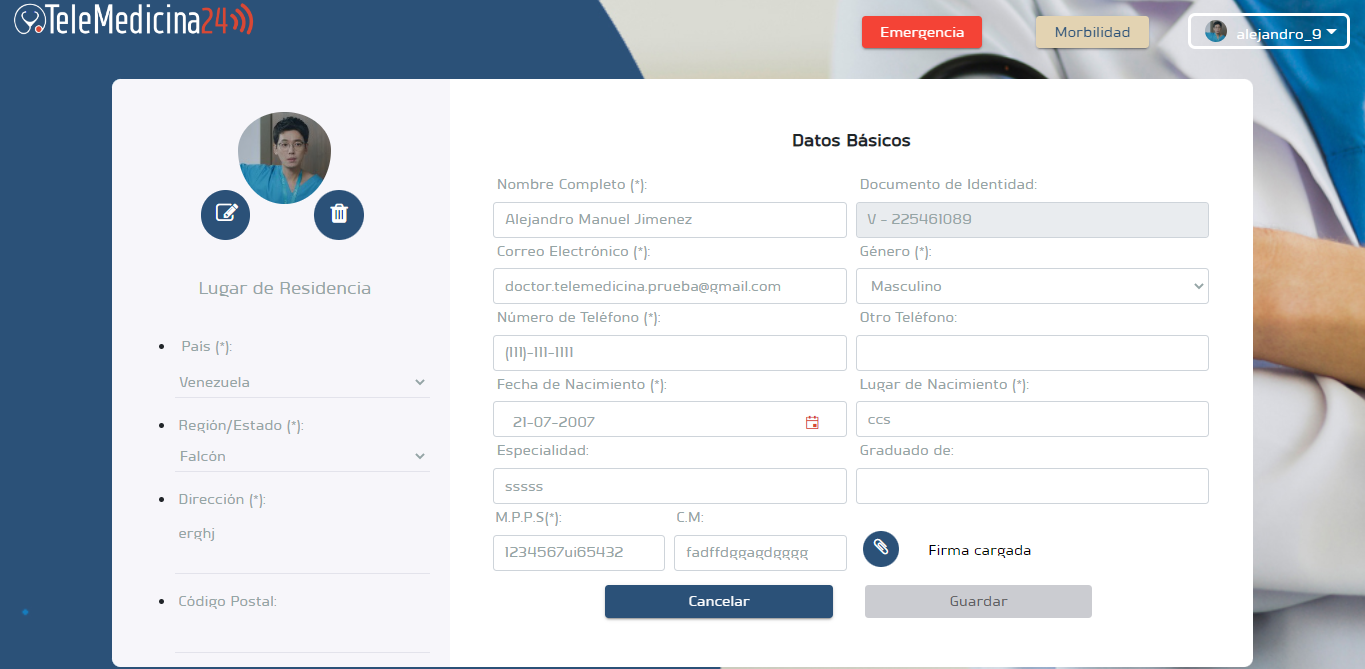 TeleMedicina24
Emergencia
Morbilidad
alejandro_9
Lugar de Residencia
País (*):
Venezuela
Región/Estado (*):
Falcón
Dirección (*):
erghj
Código Postal:
Datos Básicos
Nombre Completo (*):
Documento de Identidad:
Alejandro Manuel Jimenez
V - 225461089
Correo Electrónico (*):
Género (*):
doctor.telemedicina.prueba@gmail.com
Masculino
Número de Teléfono (*):
Otro Teléfono:
(111)-111-1111
Fecha de Nacimiento (*):
Lugar de Nacimiento (*):
21-07-2007
ccs
Especialidad:
Graduado de:
sssss
M.P.P.S(*):
C.M:
1234567ui65432
fadffdggagdgggg
Firma cargada
Cancelar
Guardar